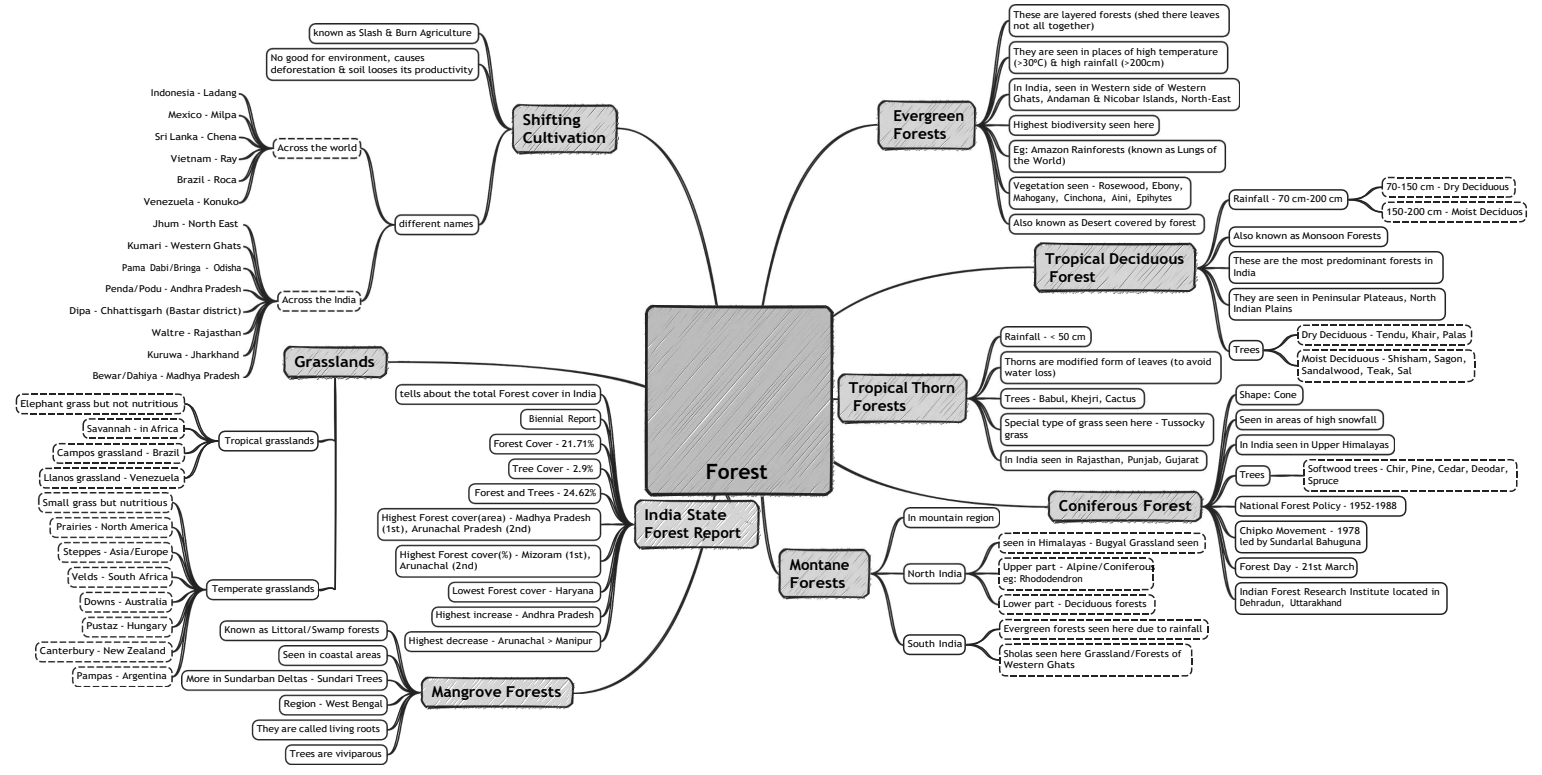 Forest
Shifting
Cultivation
known as Slash & Burn Agriculture
No good for environment, causes
deforestation & soil looses its productivity
different names
Across the world
Indonesia - Ladang
Mexico - Milpa
Sri Lanka - Chena
Vietnam - Ray
Brazil - Roca
Venezuela - Konuko
Across the India
Jhum - North East
Kumari - Western Ghats
Pama Dabi/Bringa - Odisha
Penda/Podu - Andhra Pradesh
Dipa - Chhattisgarh (Bastar district)
Waltre - Rajasthan
Kuruwa - Jharkhand
Bewar/Dahiya - Madhya Pradesh
Grasslands
Tropical grasslands
Elephant grass but not nutritious
Savannah - in Africa
Campos grassland - Brazil
Llanos grassland - Venezuela
Temperate grasslands
Small grass but nutritious
Prairies - North America
Steppes - Asia/Europe
Velds - South Africa
Downs - Australia
Pustaz - Hungary
Canterbury - New Zealand
Pampas - Argentina
India State
Forest Report
tells about the total Forest cover in India
Biennial Report
Forest Cover - 21.71%
Tree Cover - 2.9%
Forest and Trees - 24.62%
Highest Forest cover(area) - Madhya Pradesh
(1st), Arunachal Pradesh (2nd)
Highest Forest cover(%) - Mizoram (1st),
Arunachal (2nd)
Lowest Forest cover - Haryana
Highest increase - Andhra Pradesh
Highest decrease - Arunachal > Manipur
Mangrove Forests
Known as Littoral/Swamp forests
Seen in coastal areas
More in Sundarban Deltas - Sundari Trees
Region - West Bengal
They are called living roots
Trees are viviparous
Evergreen
Forests
These are layered forests (shed there leaves
not all together)
They are seen in places of high temperature
(>30°C) & high rainfall (>200cm)
In India, seen in Western side of Western
Ghats, Andaman & Nicobar Islands, North-East
Highest biodiversity seen here
Eg: Amazon Rainforests (known as Lungs of
the World)
Vegetation seen - Rosewood, Ebony,
Mahogany, Cinchona, Aini, Epihytes
Also known as Desert covered by forest
Tropical Deciduous
Forest
Rainfall - 70 cm-200 cm
70-150 cm - Dry Deciduous
150-200 cm - Moist Deciduos
Also known as Monsoon Forests
These are the most predominant forests in
India
They are seen in Peninsular Plateaus, North
Indian Plains
Trees
Dry Deciduous - Tendu, Khair, Palas
Moist Deciduous - Shisham, Sagon,
Sandalwood, Teak, Sal
Tropical Thorn
Forests
Rainfall - < 50 cm
Thorns are modified form of leaves (to avoid
water loss)
Trees - Babul, Khejri, Cactus
Special type of grass seen here - Tussocky
grass
In India seen in Rajasthan, Punjab, Gujarat
Coniferous Forest
Shape: Cone
Seen in areas of high snowfall
In India seen in Upper Himalayas
Trees
Softwood trees - Chir, Pine, Cedar, Deodar,
Spruce
National Forest Policy - 1952-1988
Chipko Movement - 1978
led by Sundarlal Bahuguna
Forest Day - 21st March
Indian Forest Research Institute located in
Dehradun, Uttarakhand
Montane
Forests
In mountain region
North India
seen in Himalayas - Bugyal Grassland seen
Upper part - Alpine/Coniferous
eg: Rhododendron
Lower part - Deciduous forests
South India
Evergreen forests seen here due to rainfall
Sholas seen here Grassland/Forests of
Western Ghats